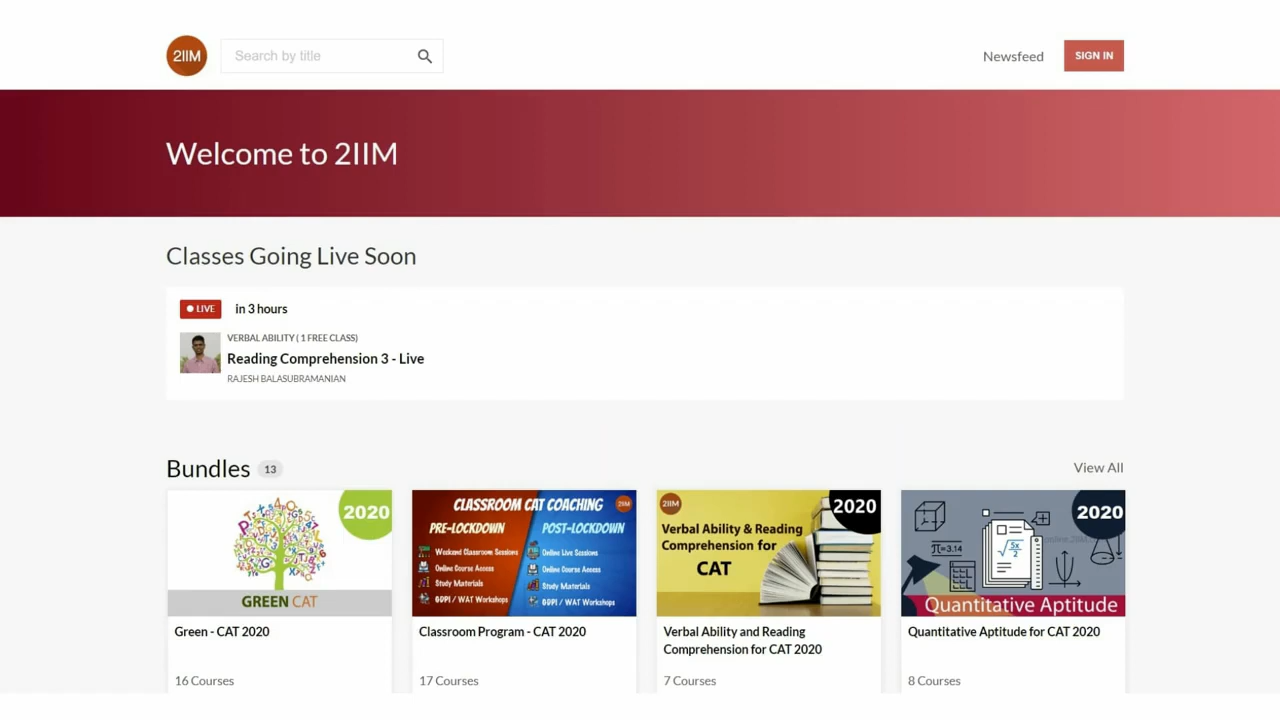 2IIM
Search by title
Newsfeed
SIGN IN
Welcome to 2IIM
Classes Going Live Soon
LIVE
in 3 hours
VERBAL ABILITY ( 1 FREE CLASS)
Reading Comprehension 3 - Live
RAJESH BALASUBRAMANIAN
Bundles 13
View All
2020
GREEN CAT
Green - CAT 2020
16 Courses
CLASSROOM CAT COACHING
2IIM
PRE-LOCKDOWN
POST-LOCKDOWN
Weekend Classroom Sessions
Online Course Access
Study Materials
GDPI / WAT Workshops
Online Live Sessions
Online Course Access
Study Materials
GDPI / WAT Workshops
Classroom Program - CAT 2020
17 Courses
2IIM
2020
Verbal Ability & Reading
Comprehension for
CAT
Verbal Ability and Reading
Comprehension for CAT 2020
7 Courses
2020
π=3.14
√5x
2
Quantitative Aptitude
Quantitative Aptitude for CAT 2020
8 Courses